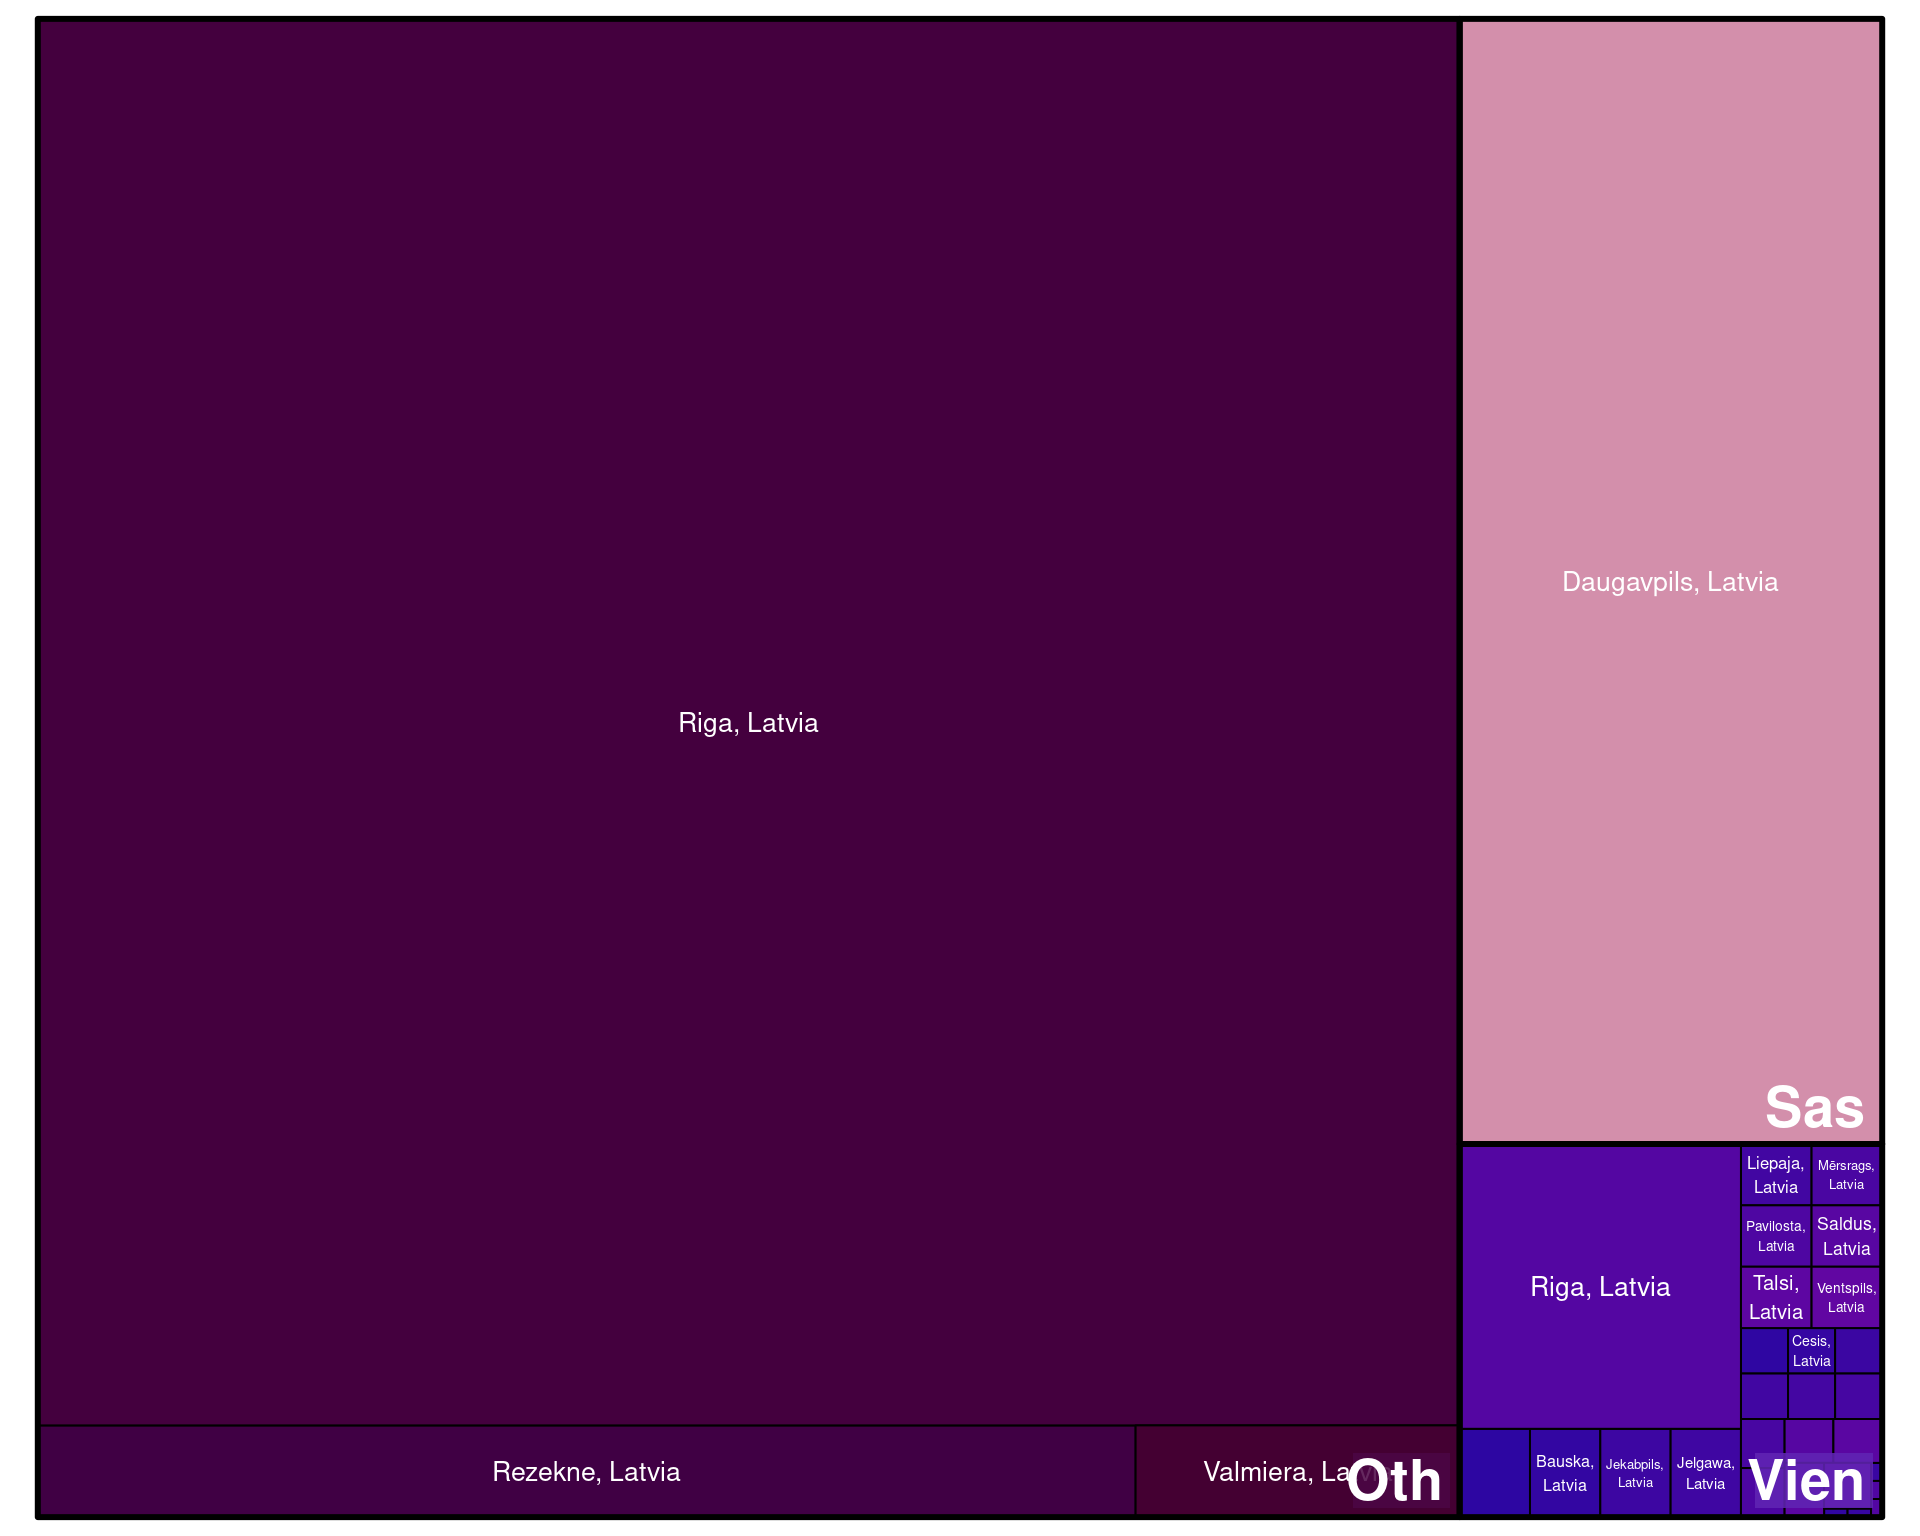 Riga, Latvia
Rezekne, Latvia
Valmiera, La
Oth
Daugavpils, Latvia
Sas
Riga, Latvia
Bauska,
Latvia
Jekabpils,
Latvia
Jelgawa,
Latvia
Liepaja,
Latvia
Mērsrags,
Latvia
Pavilosta,
Latvia
Saldus,
Latvia
Talsi,
Latvia
Ventspils,
Latvia
Cesis,
Latvia
Vien